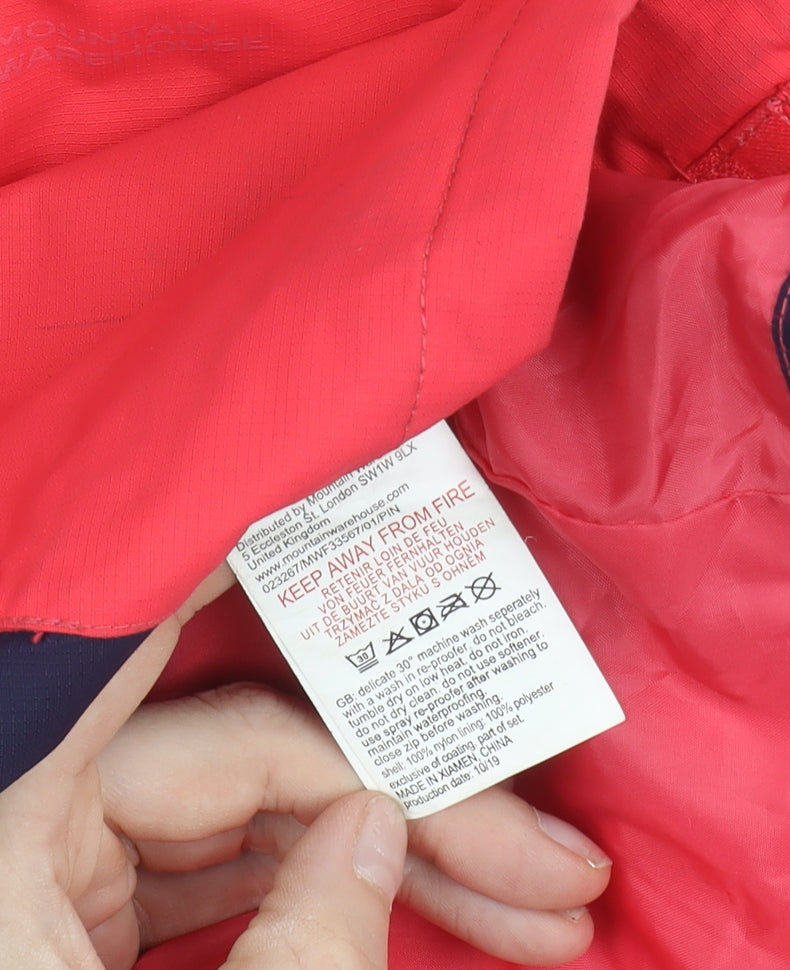 MOUNTAIN
WAREHOUSE
Distributed by Mountain
5 Eccleston St, London SW1W 9LX
United Kingdom
www.mountainwarehouse.com
023267/MWF33567/01/PIN
KEEP AWAY FROM FIRE
RETENIR LOIN DE FEU
VON FEUER FERNHALTEN
UIT DE BUURT VAN VUUR HOUDEN
TRZYMAĆ Z DALA OD OGNIA
ZAMEZTE STYKŮ S OHNĚM
30
GB: delicate 30° machine wash seperately
with a wash in re-proofer, do not bleach.
tumble dry on low heat. do not iron.
do not dry clean. do not use softener.
use spray re-proofer after washing to
maintain waterproofing.
close zip before washing.
shell: 100% nylon lining: 100% polyester
exclusive of coating. part of set.
MADE IN XIAMEN, CHINA
production date: 10/19